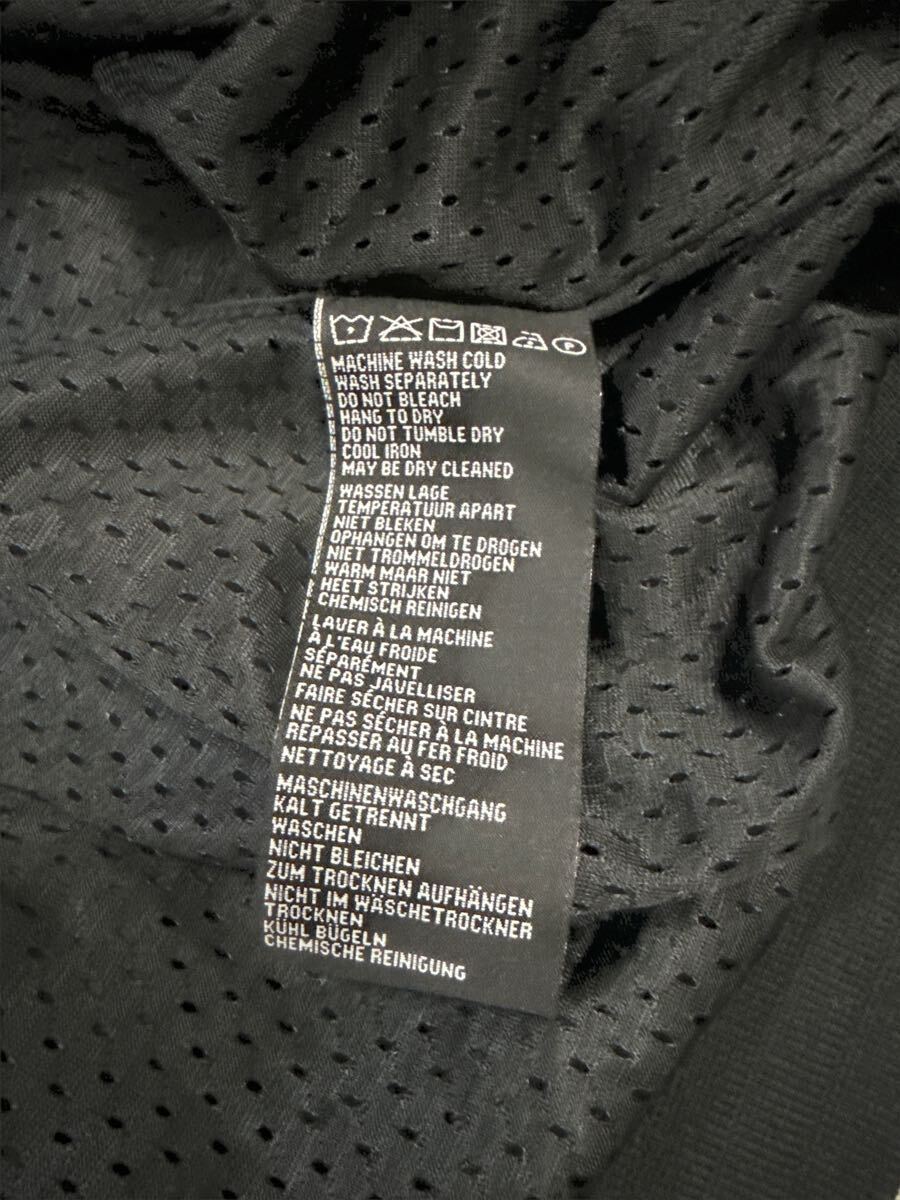 P
MACHINE WASH COLD
WASH SEPARATELY
DO NOT BLEACH
HANG TO DRY
DO NOT TUMBLE DRY
COOL IRON
MAY BE DRY CLEANED
WASSEN LAGE
TEMPERATUUR APART
NIET BLEKEN
OPHANGEN OM TE DROGEN
NIET TROMMELDROGEN
WARM MAAR NIET
HEET STRIJKEN
CHEMISCH REINIGEN
LAVER À LA MACHINE
À L'EAU FROIDE
SÉPARÉMENT
NE PAS JAVELLISER
FAIRE SÉCHER SUR CINTRE
NE PAS SÉCHER À LA MACHINE
REPASSER AU FER FROID
NETTOYAGE À SEC
MASCHINENWASCHGANG
KALT GETRENNT
WASCHEN
NICHT BLEICHEN
ZUM TROCKNEN AUFHÄNGEN
NICHT IM WÄSCHETROCKNER
TROCKNEN
KÜHL BÜGELN
CHEMISCHE REINIGUNG